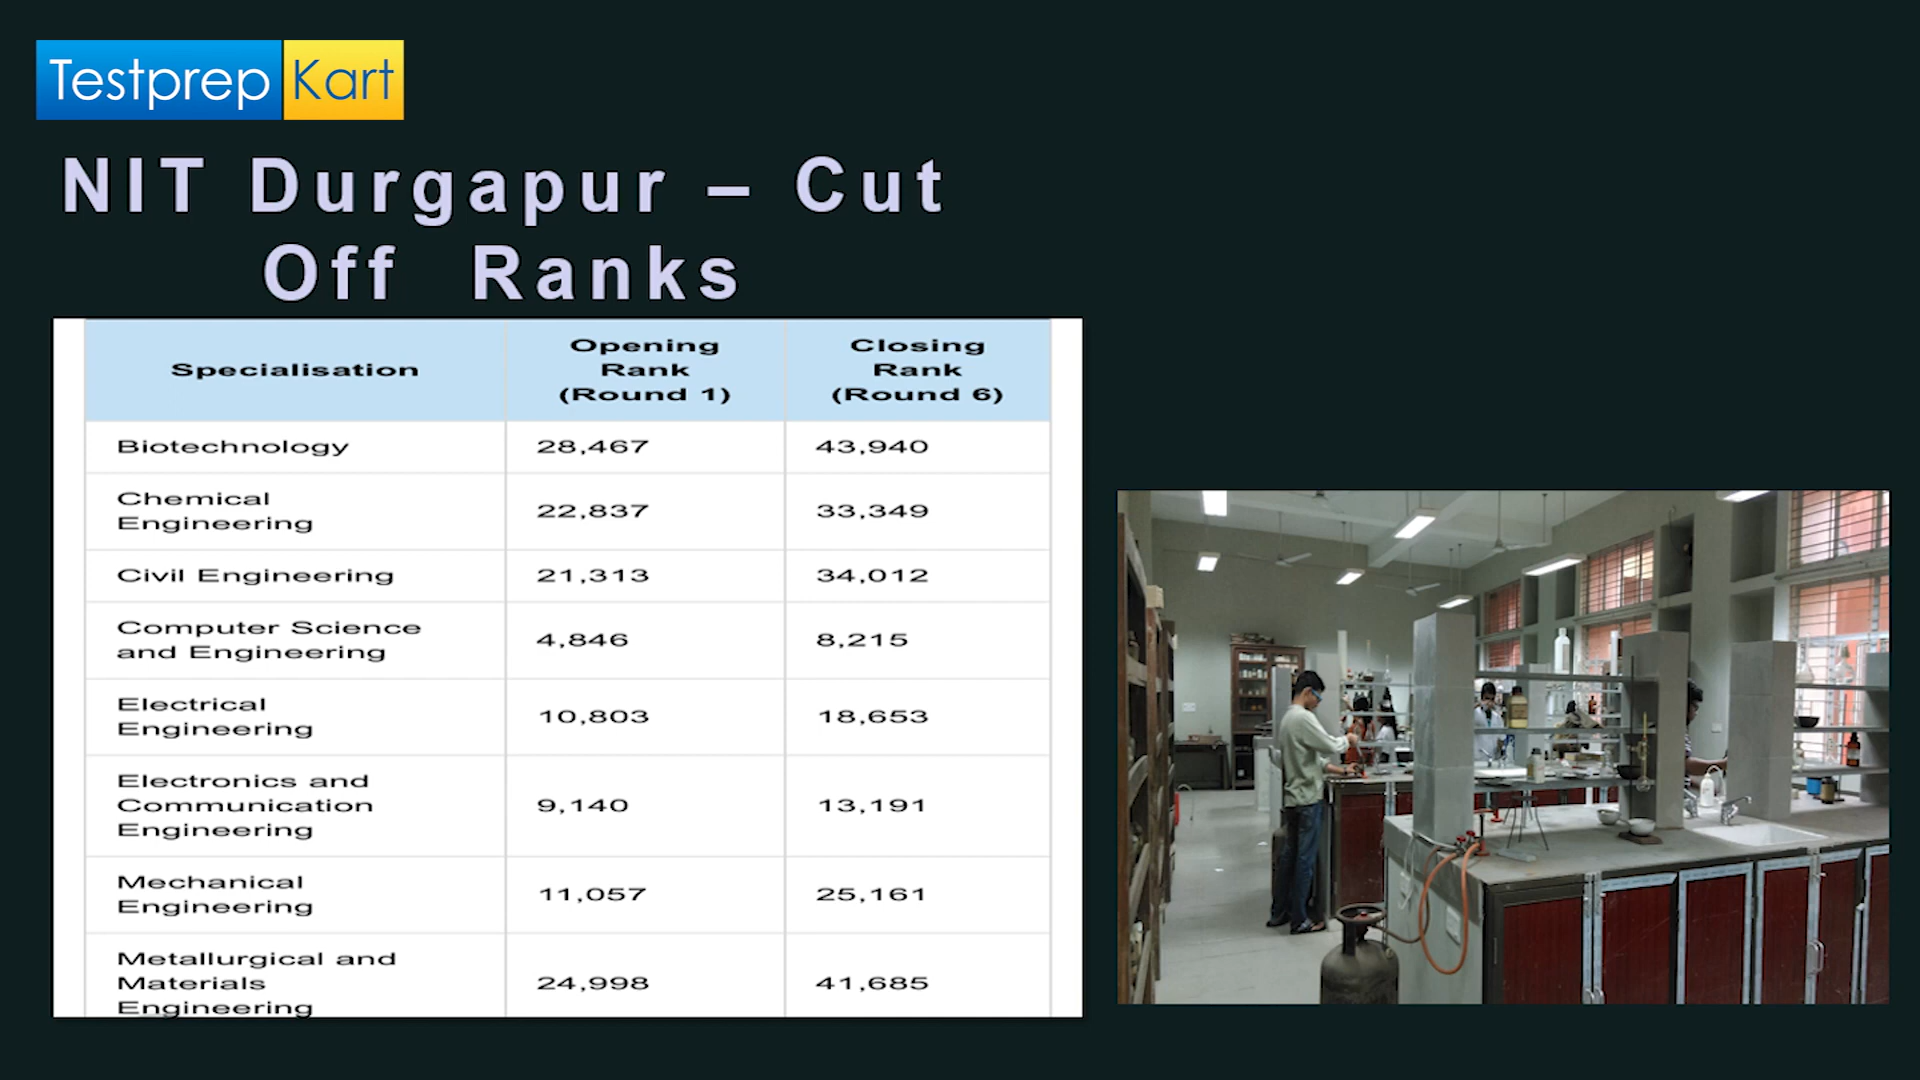 Testprep Kart
NIT Durgapur – Cut
Off Ranks
Specialisation
Opening
Rank
(Round 1)
Closing
Rank
(Round 6)
Biotechnology
28,467
43,940
Chemical
Engineering
22,837
33,349
Civil Engineering
21,313
34,012
Computer Science
and Engineering
4,846
8,215
Electrical
Engineering
10,803
18,653
Electronics and
Communication
Engineering
9,140
13,191
Mechanical
Engineering
11,057
25,161
Metallurgical and
Materials
Engineering
24,998
41,685